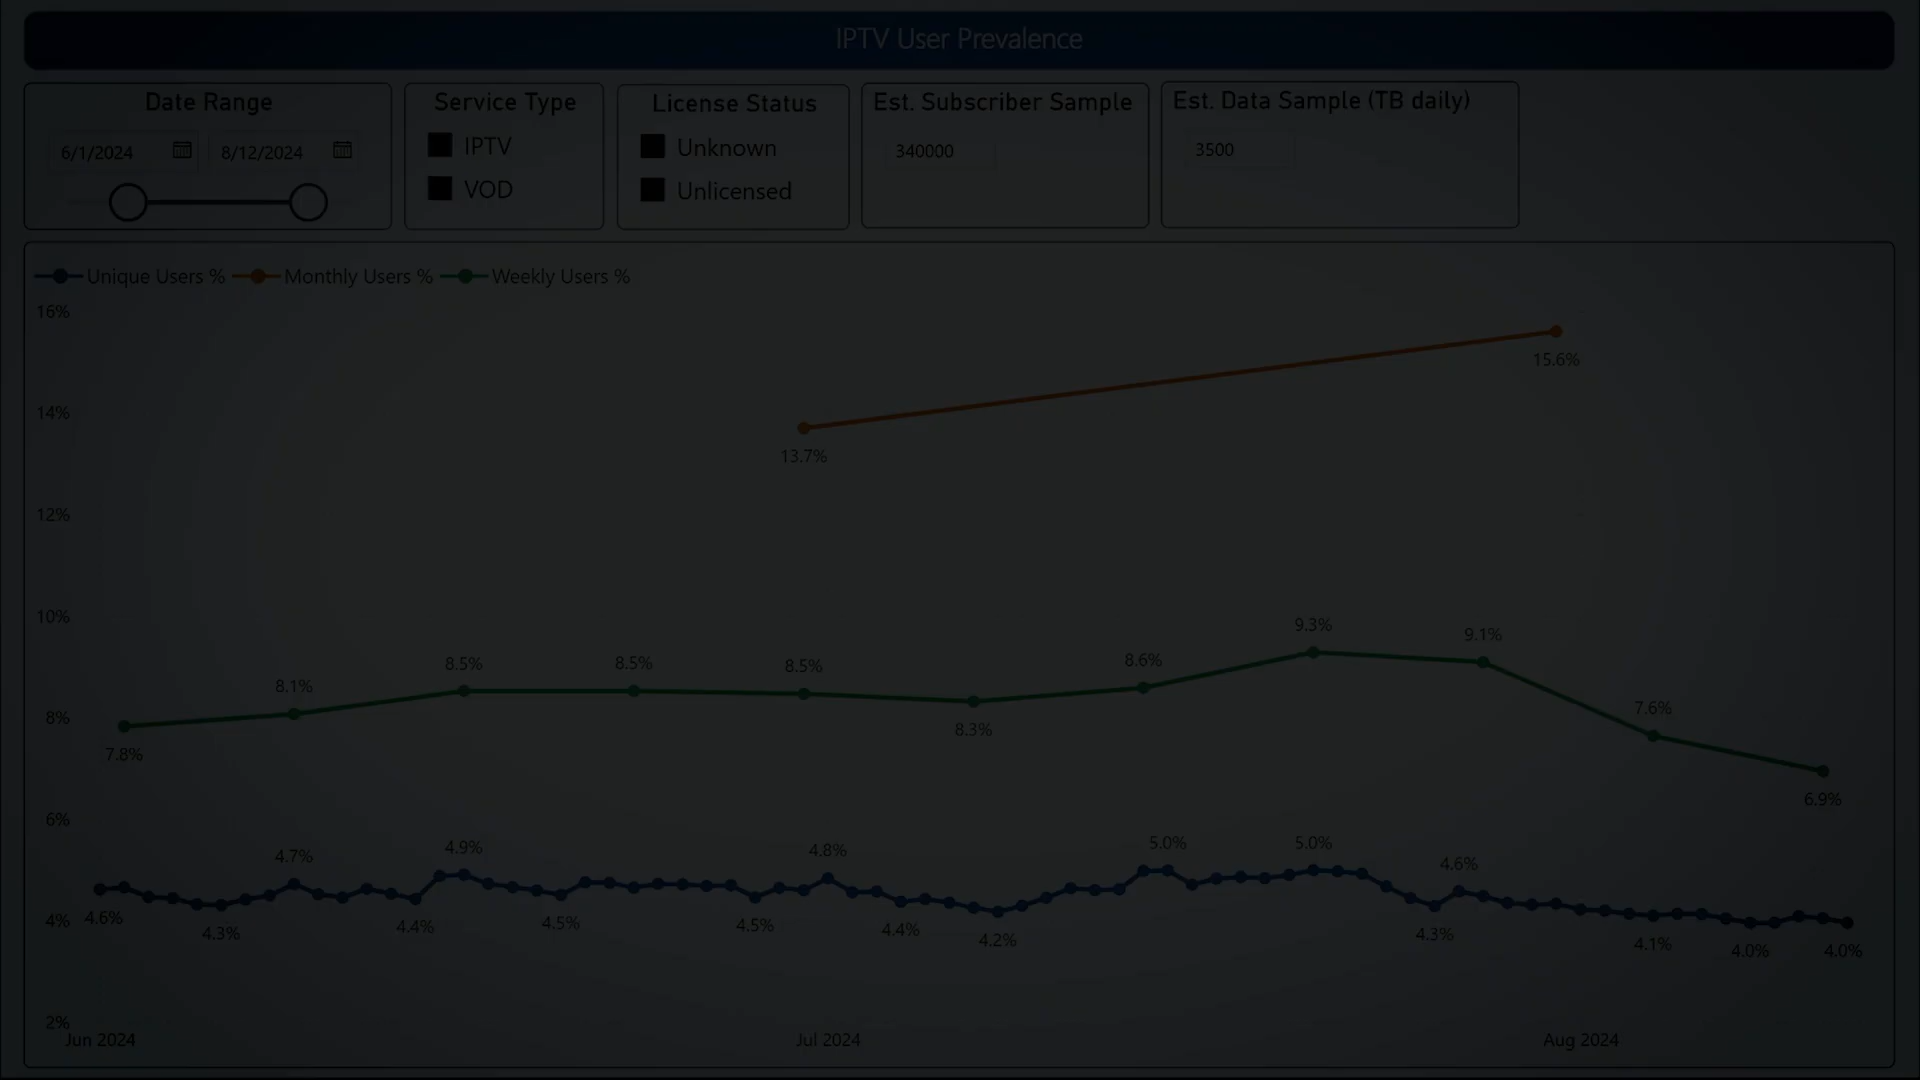 IPTV User Prevalence
Date Range
6/1/2024
8/12/2024
Service Type
IPTV
VOD
License Status
Unknown
Unlicensed
Est. Subscriber Sample
340000
Est. Data Sample (TB daily)
3500
Unique Users %
Monthly Users %
Weekly Users %
16%
14%
12%
10%
8%
6%
4%
2%
13.7%
15.6%
7.8%
8.1%
8.5%
8.5%
8.5%
8.3%
8.6%
9.3%
9.1%
7.6%
6.9%
4.6%
4.3%
4.7%
4.4%
4.9%
4.5%
4.5%
4.8%
4.4%
4.2%
5.0%
5.0%
4.3%
4.6%
4.1%
4.0%
4.0%
Jun 2024
Jul 2024
Aug 2024